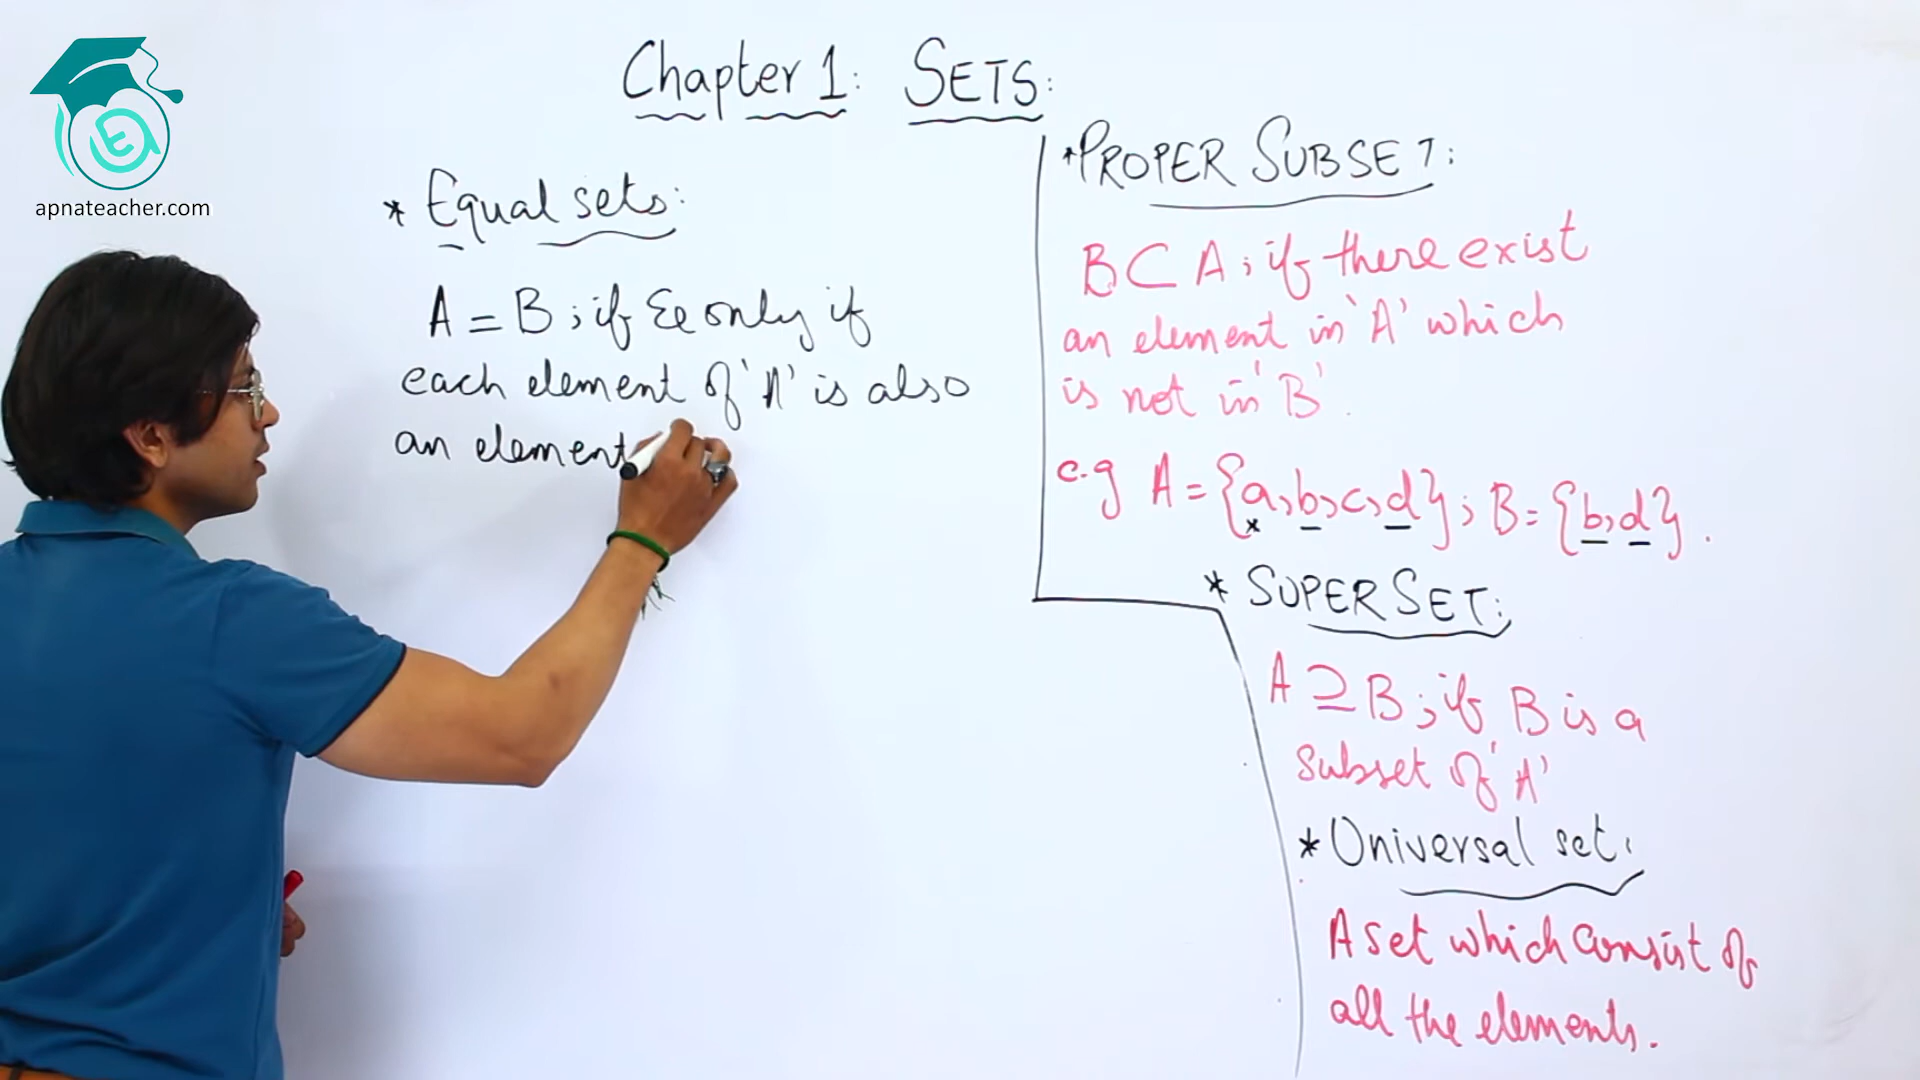 apnateacher.com
Chapter 1: SETS:
* Equal sets:
A = B ; if & only if
each element of 'A' is also
an element
* PROPER SUBSET:
B ⊂ A ; if there exist
an element in 'A' which
is not in 'B'.
e.g A = {a, b, c, d} ; B = {b, d}.
* SUPER SET:
A ⊇ B ; if B is a
subset of 'A'
* Universal set:
A set which consist of
all the elements.